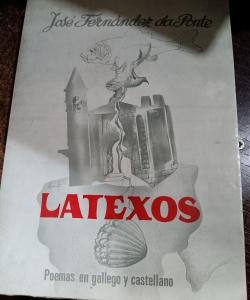 José Fernández da Ponte
LATEXOS
Poemas en gallego y castellano